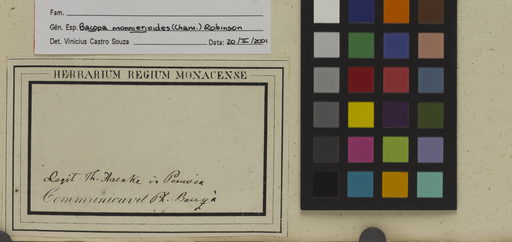 Fam.
Gên. Esp. Bacopa monnierioides (Cham.) Robinson
Det. Vinicius Castro Souza Data: 20/II/2001
HERBARIUM REGIUM MONACENSE
Legit Th. Haenke in Peruvia
Communicavit Ph.